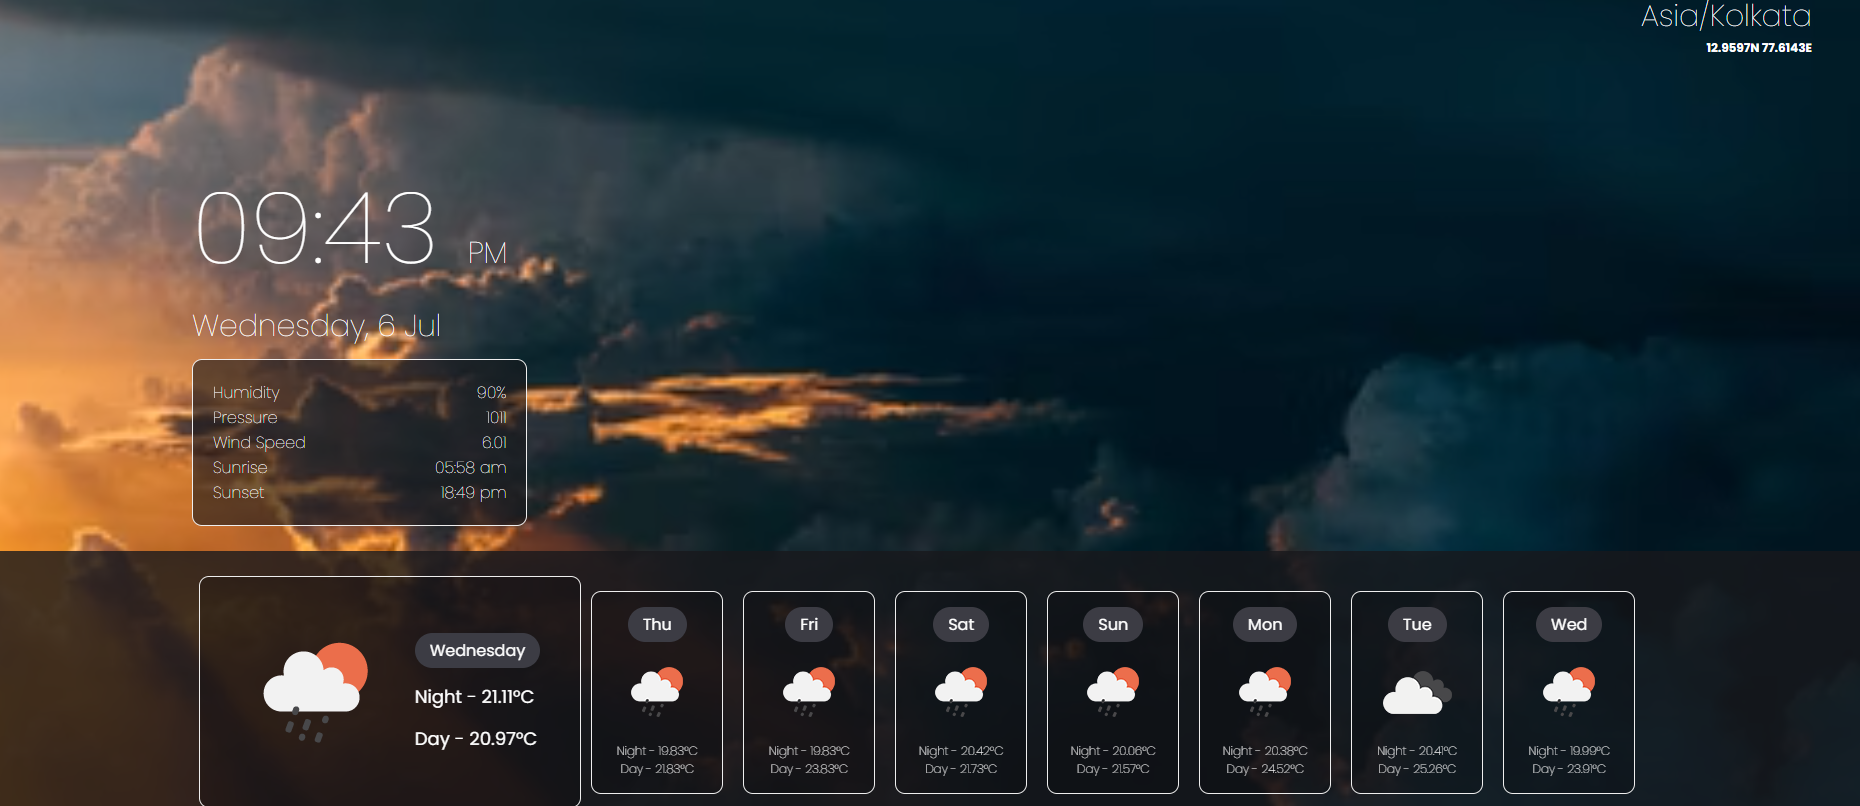 Asia/Kolkata
12.9597N 77.6143E
09:43 PM
Wednesday, 6 Jul
Humidity 90%
Pressure 1011
Wind Speed 6.01
Sunrise 05:58 am
Sunset 18:49 pm
Wednesday
Night - 21.11°C
Day - 20.97°C
Thu
Night - 19.83°C
Day - 21.83°C
Fri
Night - 19.83°C
Day - 23.83°C
Sat
Night - 20.42°C
Day - 21.73°C
Sun
Night - 20.06°C
Day - 21.57°C
Mon
Night - 20.38°C
Day - 24.52°C
Tue
Night - 20.41°C
Day - 25.26°C
Wed
Night - 19.99°C
Day - 23.91°C